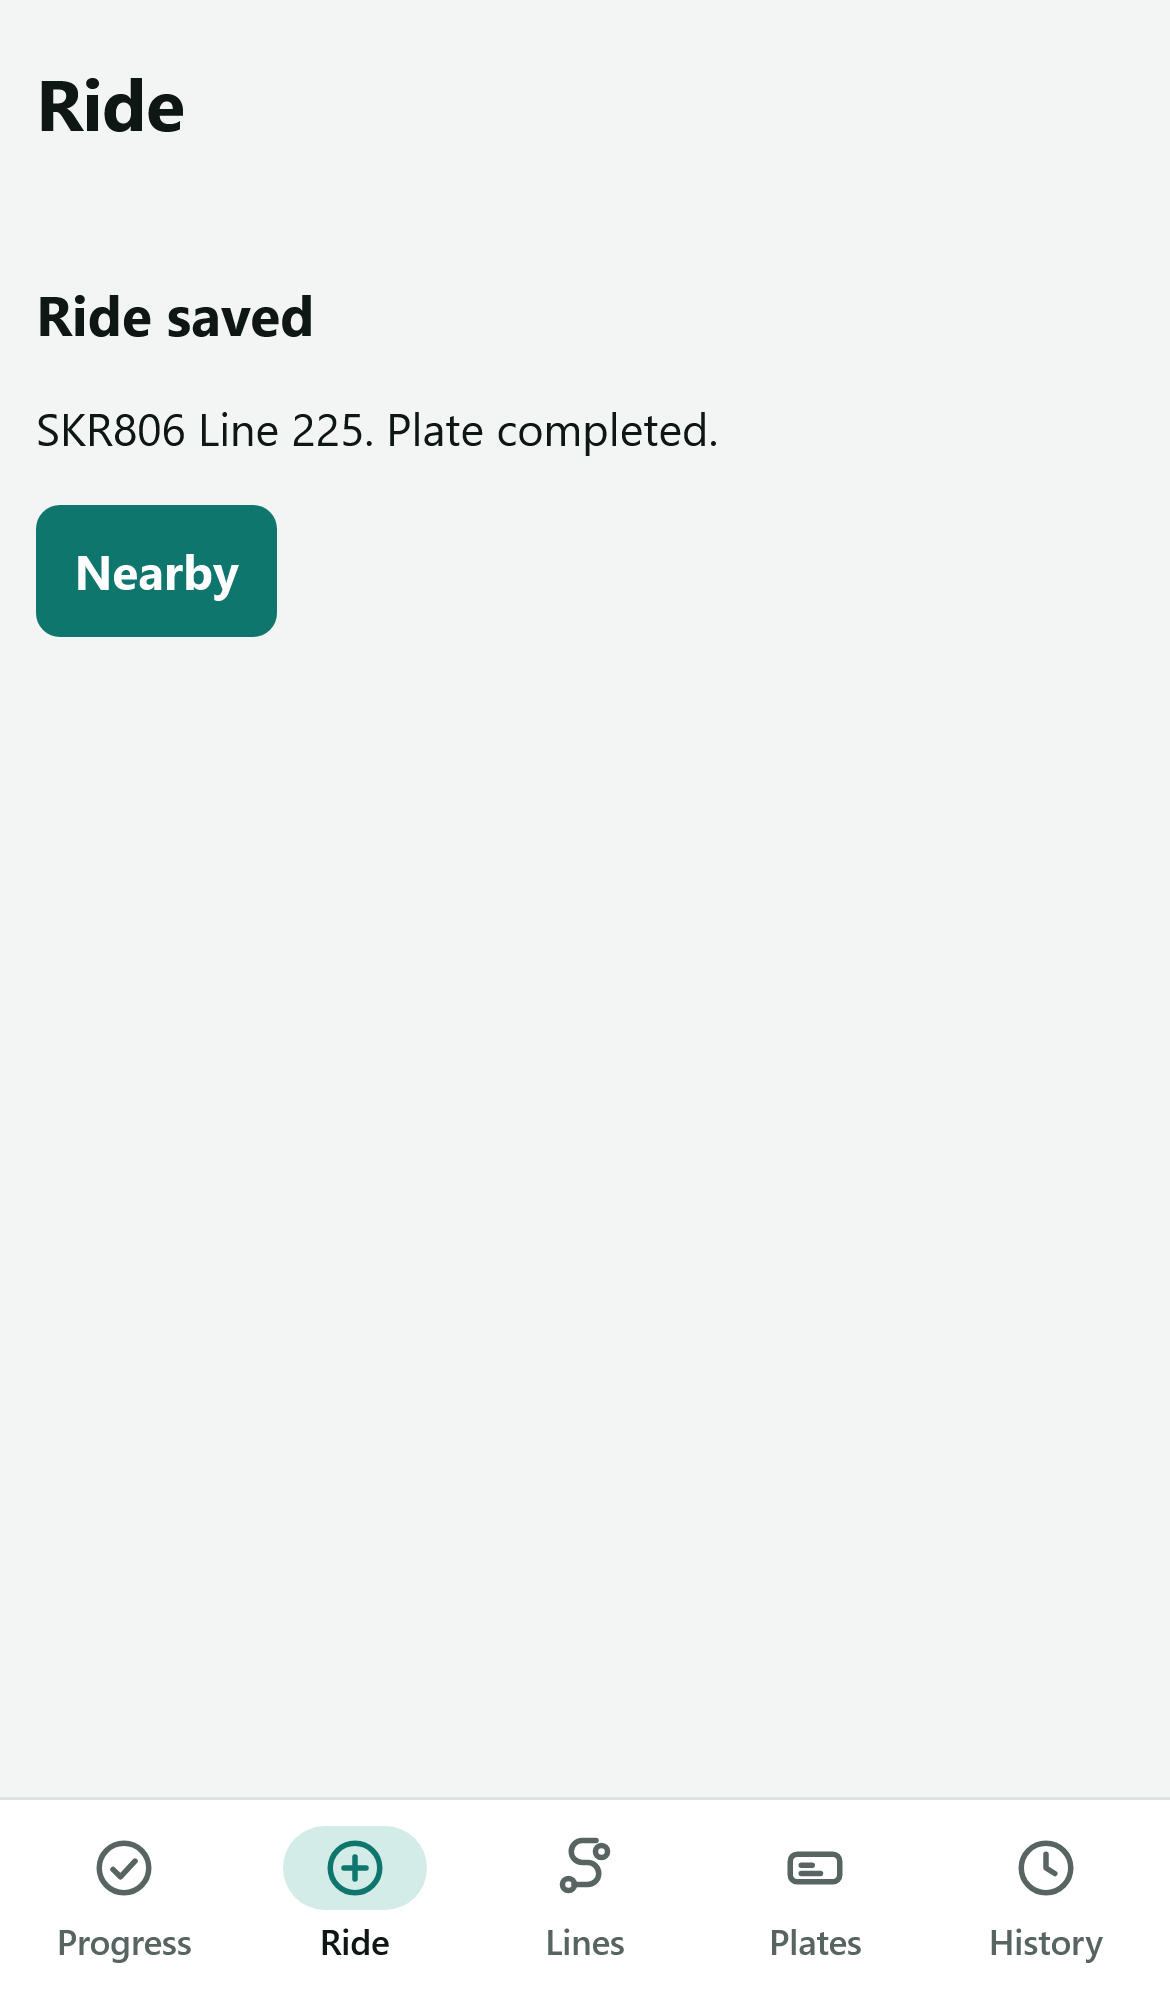 Ride
Ride saved
SKR806 Line 225. Plate completed.
Nearby
Progress
Ride
Lines
Plates
History